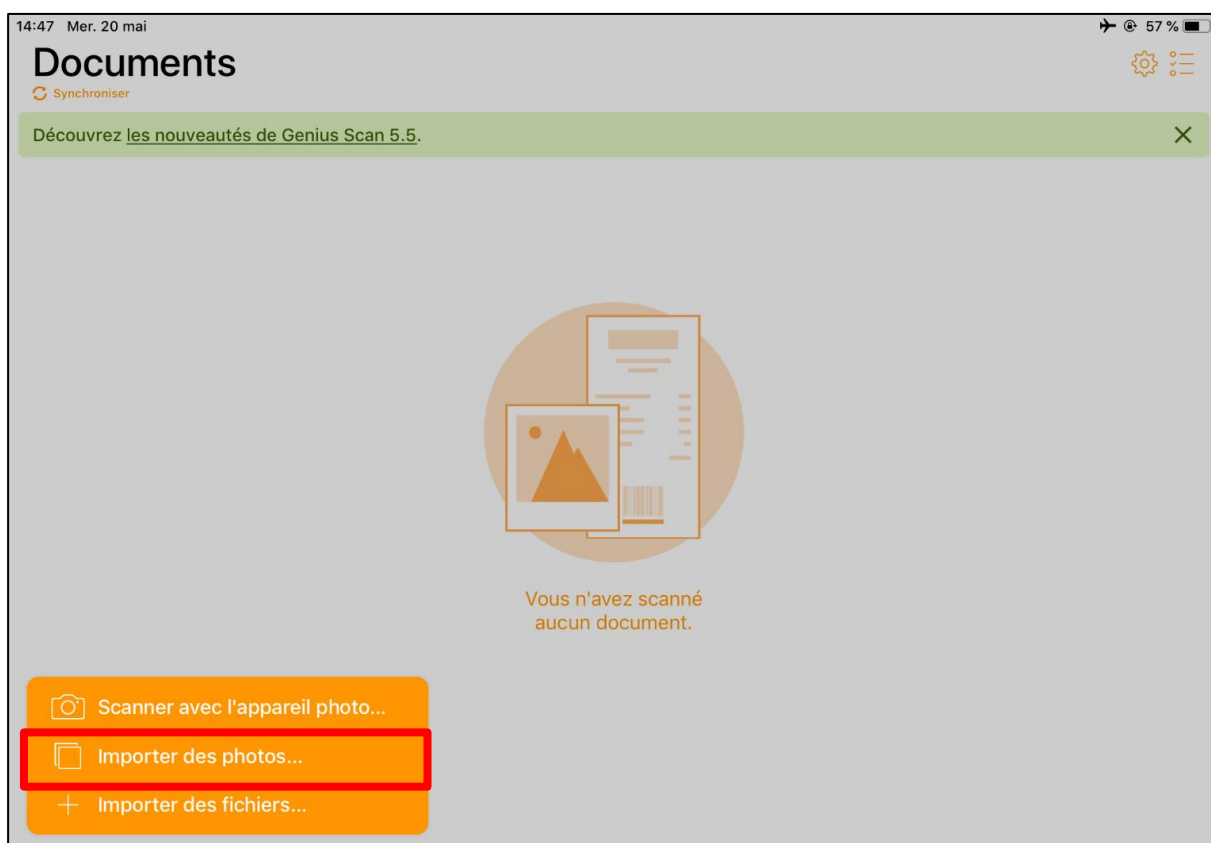 14:47 Mer. 20 mai
57 %
Documents
Synchroniser
Découvrez les nouveautés de Genius Scan 5.5.
Vous n'avez scanné
aucun document.
Scanner avec l'appareil photo...
Importer des photos...
Importer des fichiers...